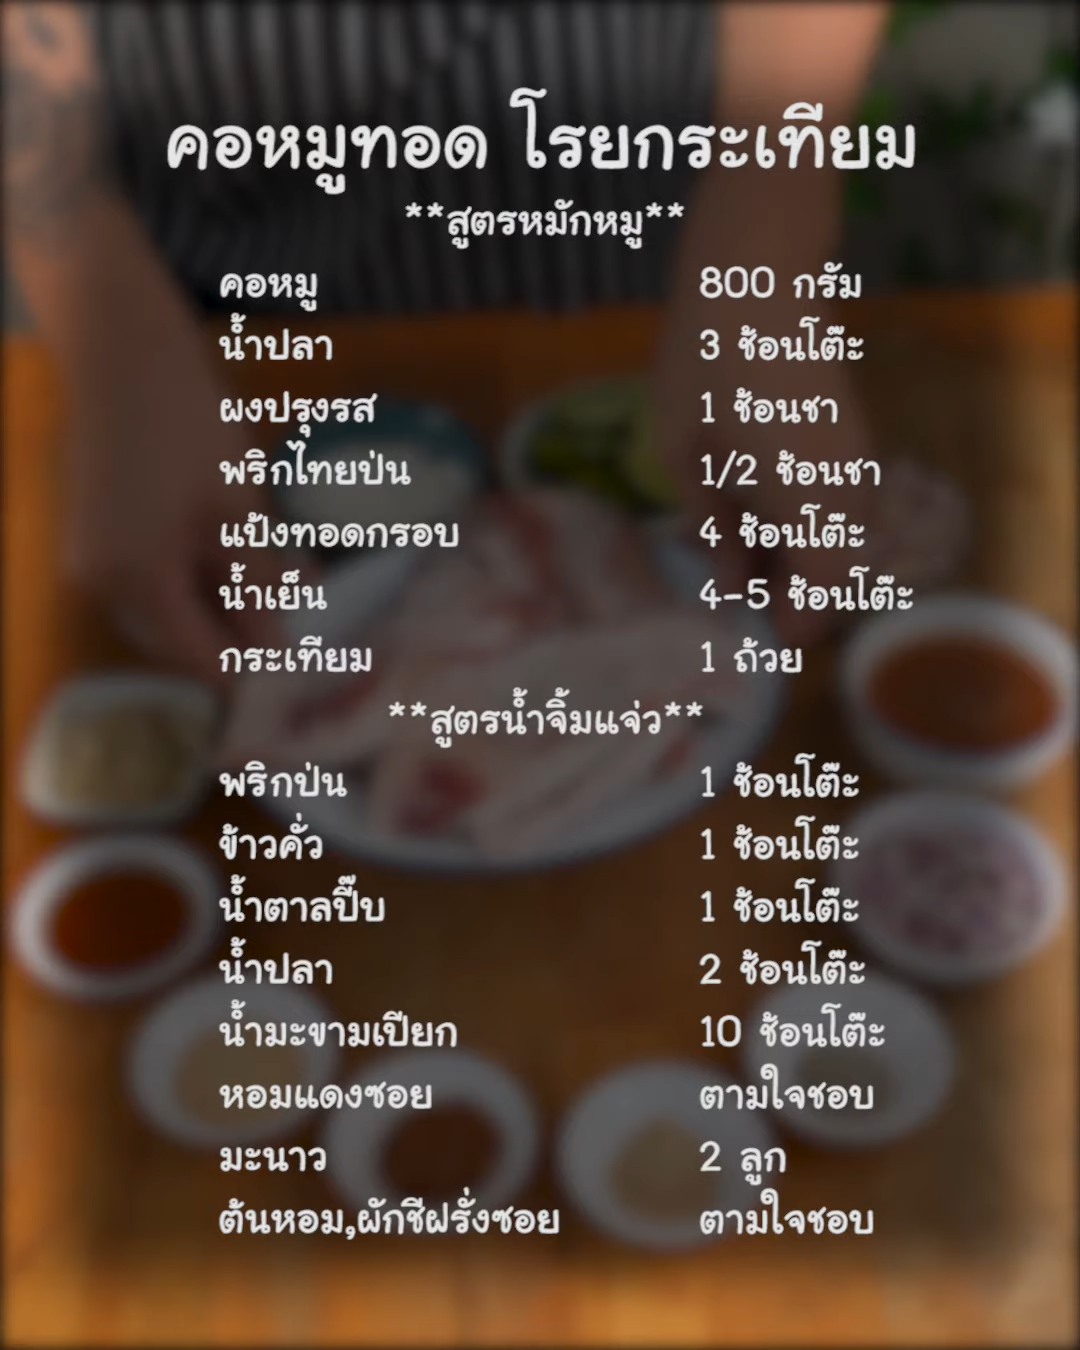 คอหมูทอด โรยกระเทียม
**สูตรหมักหมู**
คอหมู 800 กรัม
น้ำปลา 3 ช้อนโต๊ะ
ผงปรุงรส 1 ช้อนชา
พริกไทยป่น 1/2 ช้อนชา
แป้งทอดกรอบ 4 ช้อนโต๊ะ
น้ำเย็น 4-5 ช้อนโต๊ะ
กระเทียม 1 ถ้วย
**สูตรน้ำจิ้มแจ่ว**
พริกป่น 1 ช้อนโต๊ะ
ข้าวคั่ว 1 ช้อนโต๊ะ
น้ำตาลปี๊บ 1 ช้อนโต๊ะ
น้ำปลา 2 ช้อนโต๊ะ
น้ำมะขามเปียก 10 ช้อนโต๊ะ
หอมแดงซอย ตามใจชอบ
มะนาว 2 ลูก
ต้นหอม,ผักชีฝรั่งซอย ตามใจชอบ